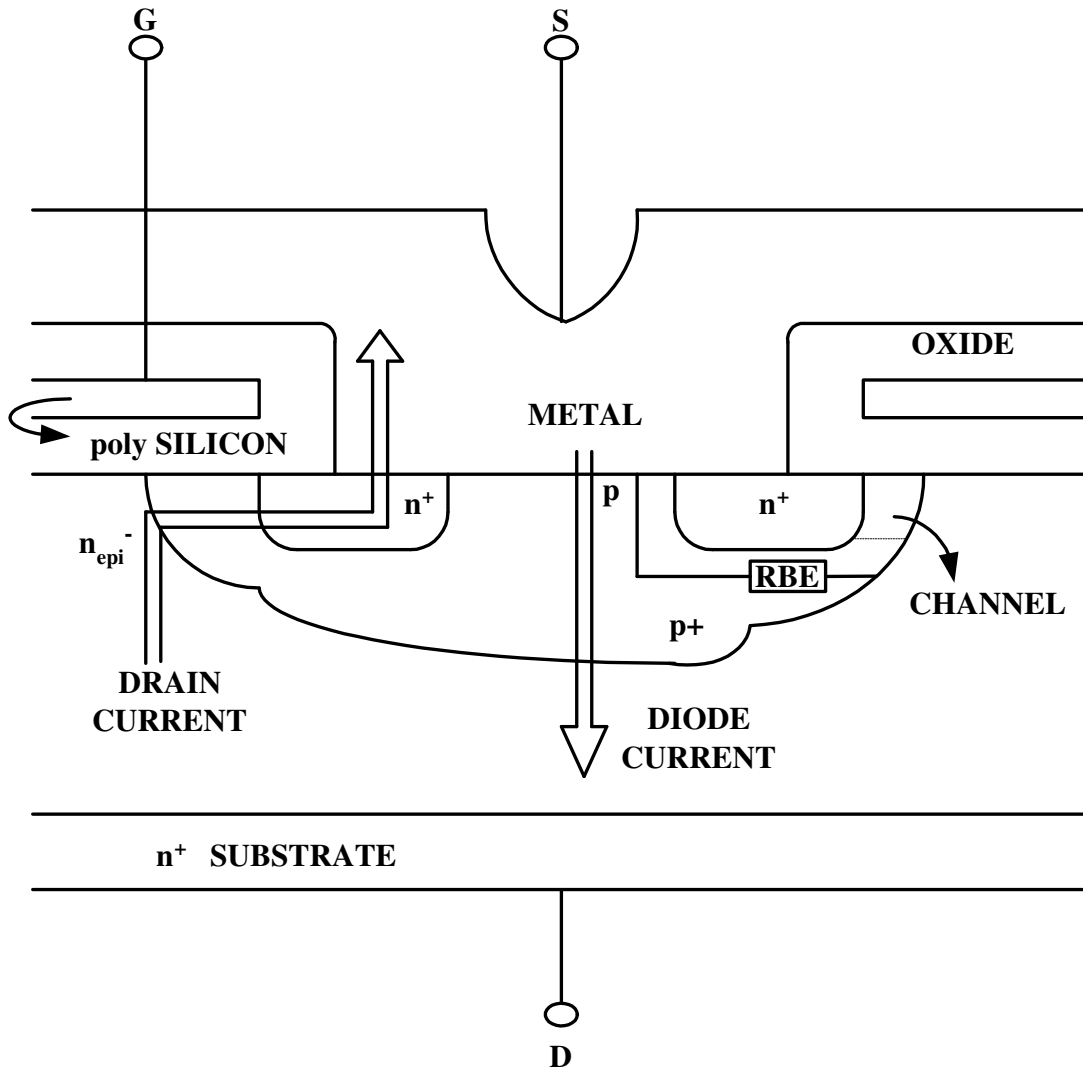 G
S
OXIDE
METAL
poly SILICON
p
n⁺
n⁺
nepi⁻
RBE
CHANNEL
p+
DRAIN
CURRENT
DIODE
CURRENT
n⁺ SUBSTRATE
D